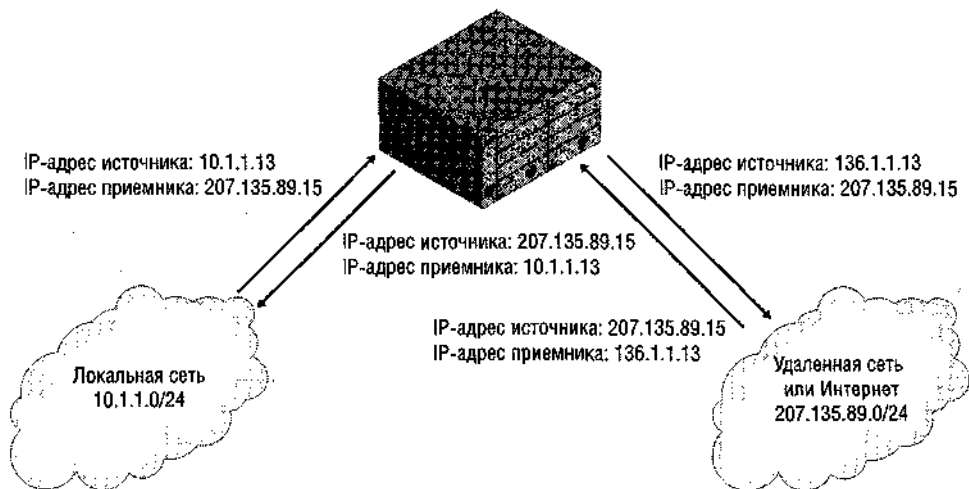 IP-адрес источника: 10.1.1.13
IP-адрес приемника: 207.135.89.15
IP-адрес источника: 136.1.1.13
IP-адрес приемника: 207.135.89.15
IP-адрес источника: 207.135.89.15
IP-адрес приемника: 10.1.1.13
IP-адрес источника: 207.135.89.15
IP-адрес приемника: 136.1.1.13
Локальная сеть
10.1.1.0/24
Удаленная сеть
или Интернет
207.135.89.0/24